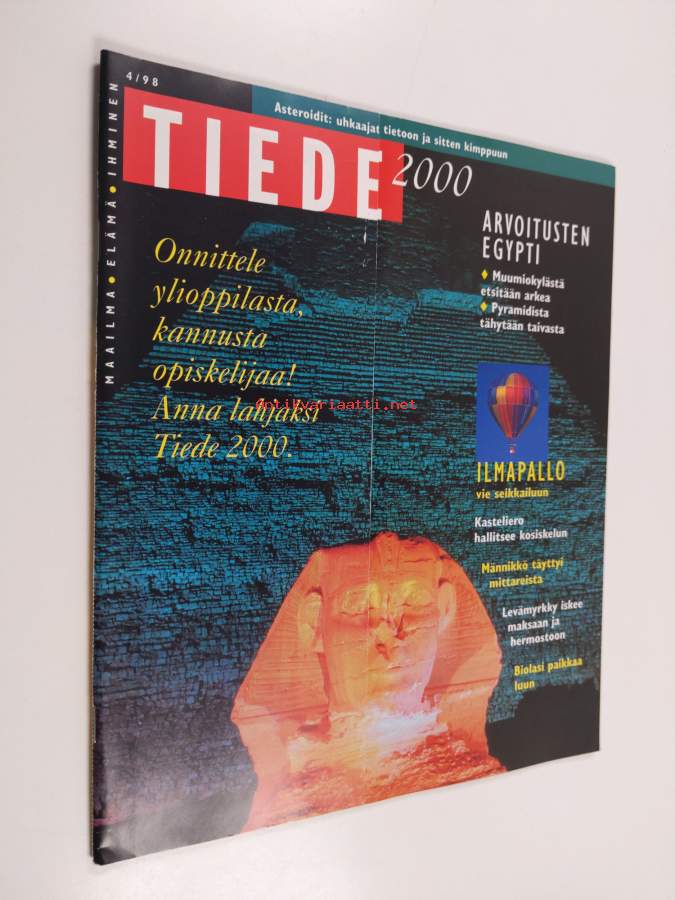 4/98
Asteroidit: uhkaajat tietoon ja sitten kimppuun
TIEDE 2000
MAAILMA • ELÄMÄ • IHMINEN
Onnittele
ylioppilasta,
kannusta
opiskelijaa!
Anna lahjaksi
Tiede 2000.
ARVOITUSTEN
EGYPTI
♦ Muumiokylästä
etsitään arkea
♦ Pyramidista
tähytään taivasta
ILMAPALLO
vie seikkailuun
Kasteliero
hallitsee kosiskelun
Männikkö täyttyi
mittareista
Levämyrkky iskee
maksaan ja
hermostoon
Biolasi paikkaa
luun
Antikvariaatti.net